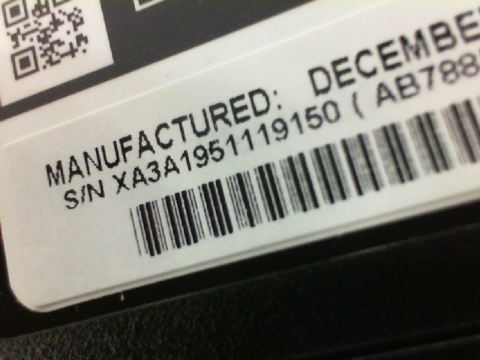 MANUFACTURED: DECEMBE
S/N XA3A1951119150 ( AB788